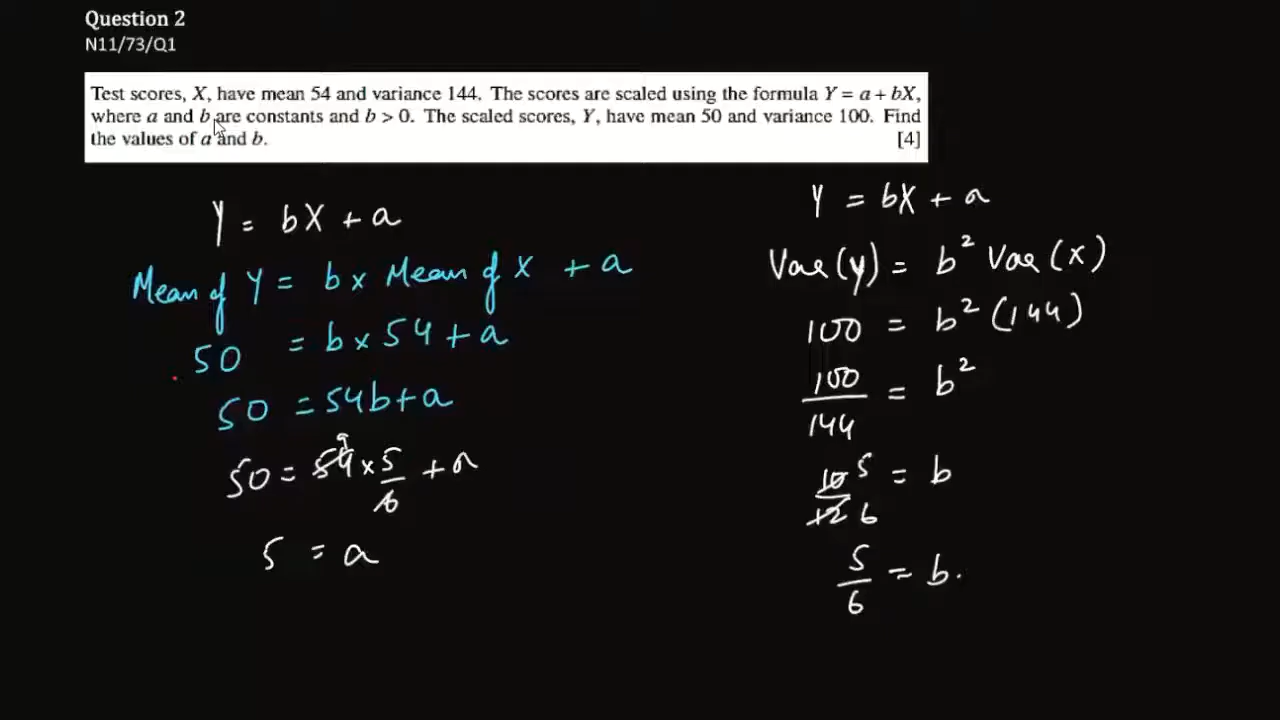 Question 2
N11/73/Q1
Test scores, X, have mean 54 and variance 144. The scores are scaled using the formula Y = a + bX,
where a and b are constants and b > 0. The scaled scores, Y, have mean 50 and variance 100. Find
the values of a and b. [4]
Y = bX + a
Mean of Y = b x Mean of X + a
50 = b x 54 + a
50 = 54b + a
50 = 54 9 x 5/6 + a
5 = a
Y = bX + a
Var(y) = b² Var(x)
100 = b² (144)
100/144 = b²
10 5 / 12 6 = b
5/6 = b.